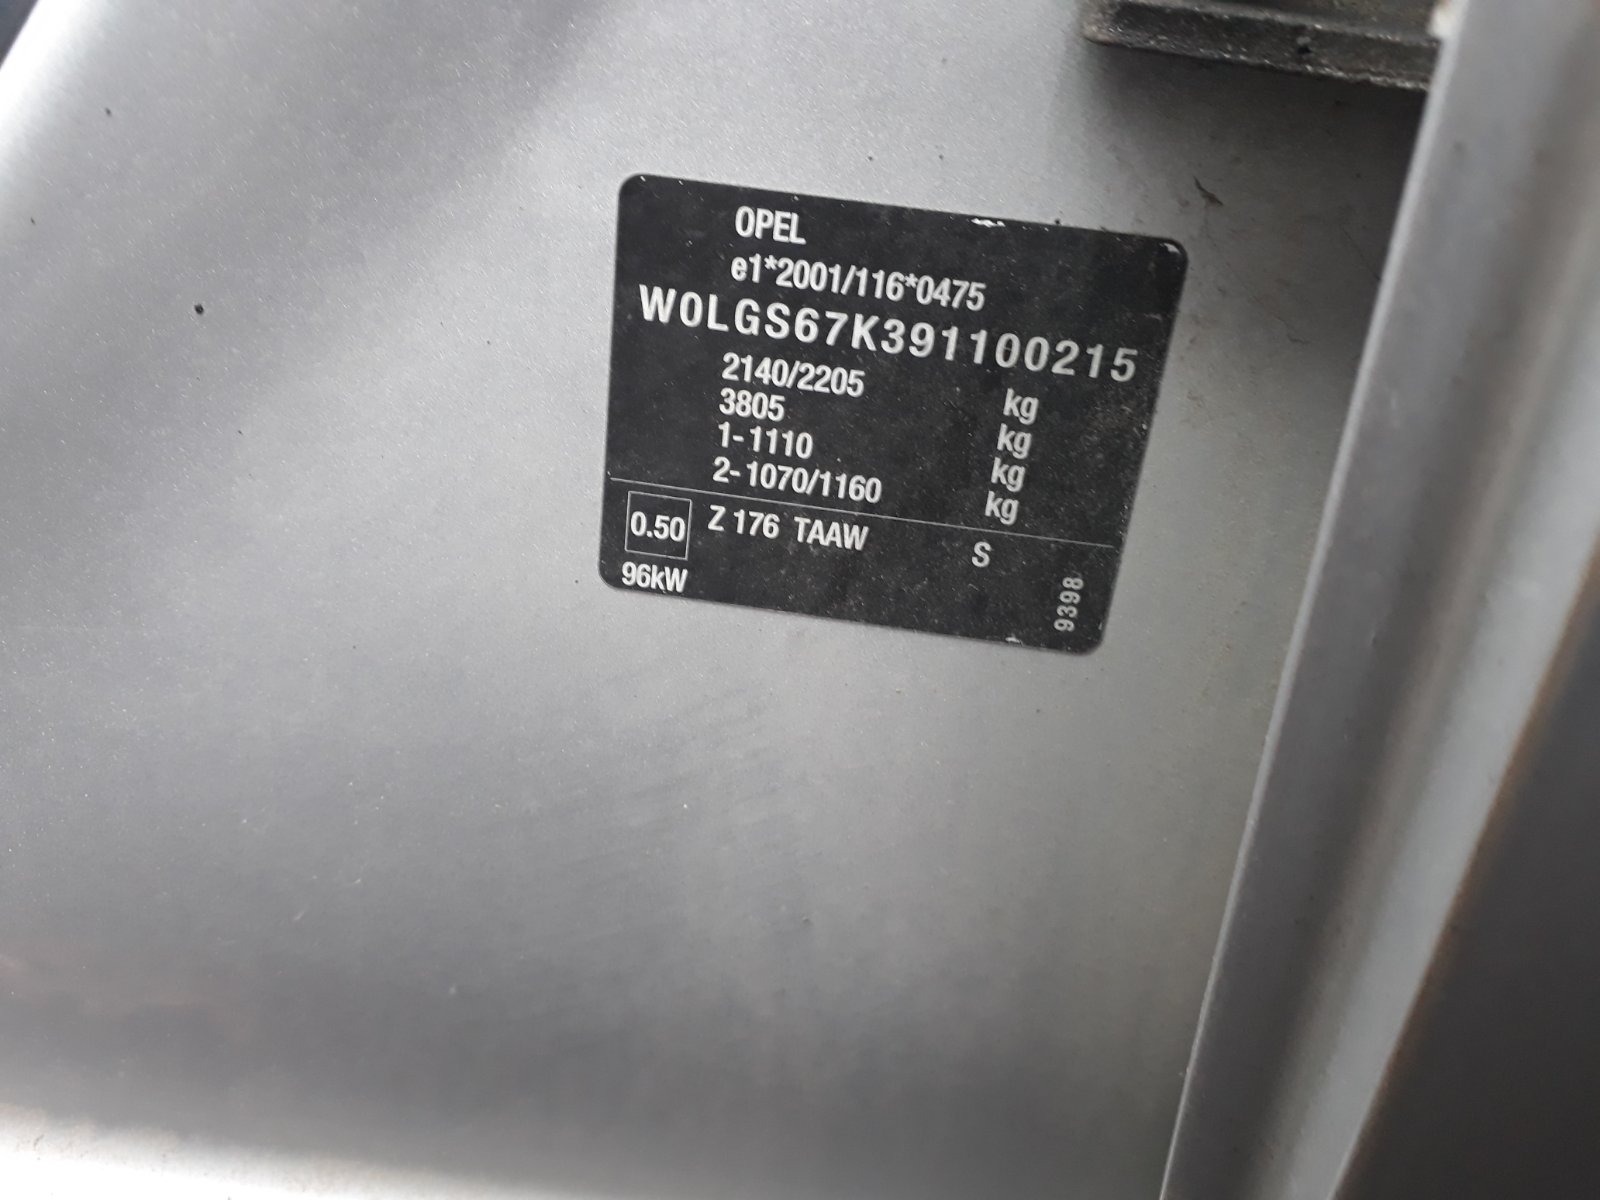 OPEL
e1*2001/116*0475
W0LGS67K391100215
2140/2205 kg
3805 kg
1-1110 kg
2-1070/1160 kg
0.50 Z 176 TAAW S
96kW
9398